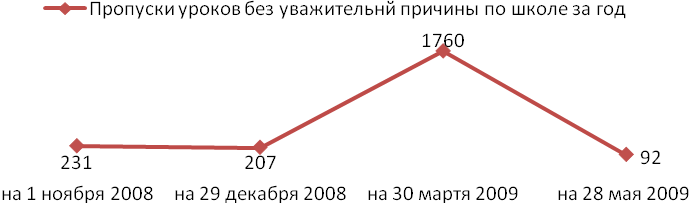 Пропуски уроков без уважительнй причины по школе за год
1760
231
207
92
на 1 ноября 2008 на 29 декабря 2008 на 30 мартя 2009 на 28 мая 2009